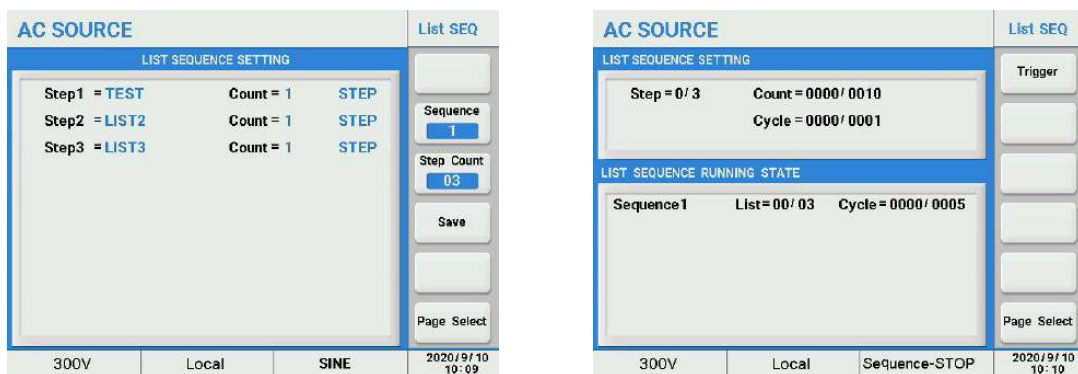 AC SOURCE
List SEQ
LIST SEQUENCE SETTING
Step1 = TEST Count = 1 STEP
Step2 = LIST2 Count = 1 STEP
Step3 = LIST3 Count = 1 STEP
Sequence
1
Step Count
03
Save
Page Select
300V Local SINE 2020/9/10
10:09
AC SOURCE
List SEQ
LIST SEQUENCE SETTING
Trigger
Step = 0/ 3 Count = 0000/ 0010
Cycle = 0000/ 0001
LIST SEQUENCE RUNNING STATE
Sequence1 List = 00/ 03 Cycle = 0000/ 0005
Page Select
300V Local Sequence-STOP 2020/9/10
10:10